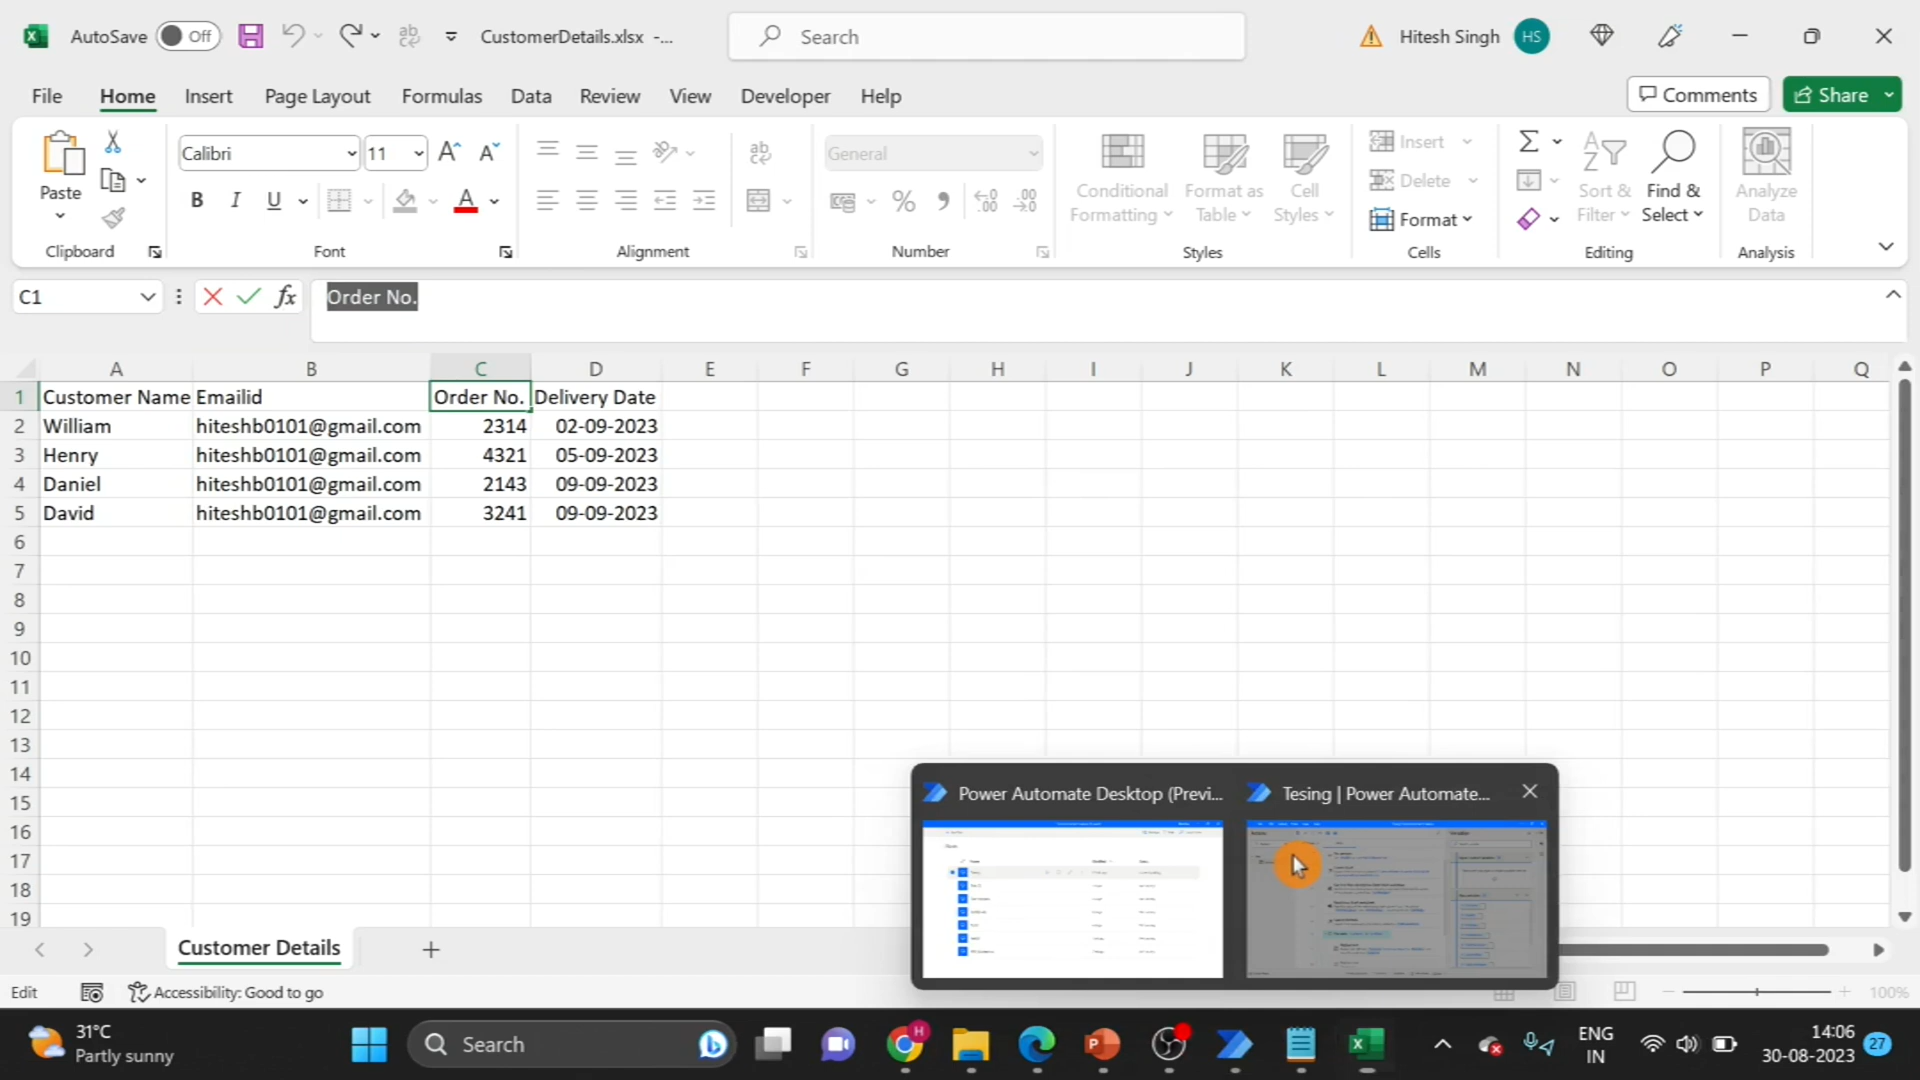 AutoSave Off CustomerDetails.xlsx -... Search Hitesh Singh HS
File Home Insert Page Layout Formulas Data Review View Developer Help Comments Share
Calibri 11 General
Paste
Clipboard
B I U
Font
Alignment
Number
Conditional Formatting
Format as Table
Cell Styles
Styles
Insert
Delete
Format
Cells
Sort & Filter
Find & Select
Editing
Analyze Data
Analysis
C1 fx Order No.
A B C D E F G H I J K L M N O P Q
1 Customer Name Emailid Order No. Delivery Date
2 William hiteshb0101@gmail.com 2314 02-09-2023
3 Henry hiteshb0101@gmail.com 4321 05-09-2023
4 Daniel hiteshb0101@gmail.com 2143 09-09-2023
5 David hiteshb0101@gmail.com 3241 09-09-2023
6
7
8
9
10
11
12
13
14
15
16
17
18
19
Power Automate Desktop (Previ... Tesing | Power Automate...
Customer Details
Edit Accessibility: Good to go 100%
31°C
Partly sunny
Search
ENG
IN
14:06
30-08-2023
27